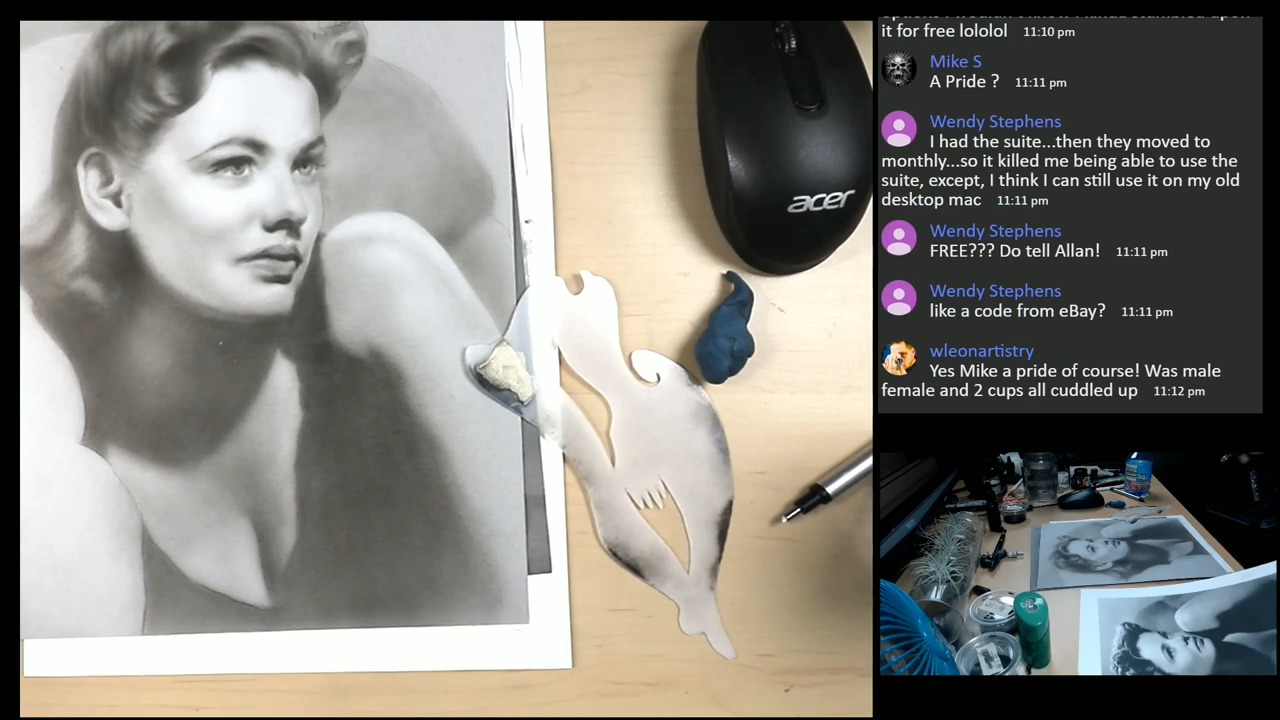 acer
it for free lololol 11:10 pm
Mike S
A Pride ? 11:11 pm
Wendy Stephens
I had the suite...then they moved to
monthly...so it killed me being able to use the
suite, except, I think I can still use it on my old
desktop mac 11:11 pm
Wendy Stephens
FREE??? Do tell Allan! 11:11 pm
Wendy Stephens
like a code from eBay? 11:11 pm
wleonartistry
Yes Mike a pride of course! Was male
female and 2 cups all cuddled up 11:12 pm